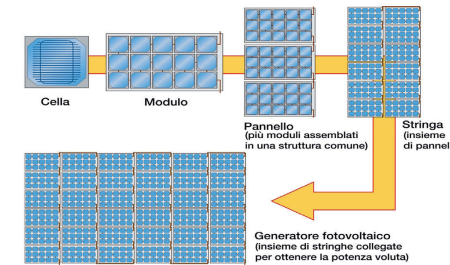 Cella
Modulo
Pannello
(più moduli assemblati
in una struttura comune)
Stringa
(insieme
di pannel
Generatore fotovoltaico
(insieme di stringhe collegate
per ottenere la potenza voluta)